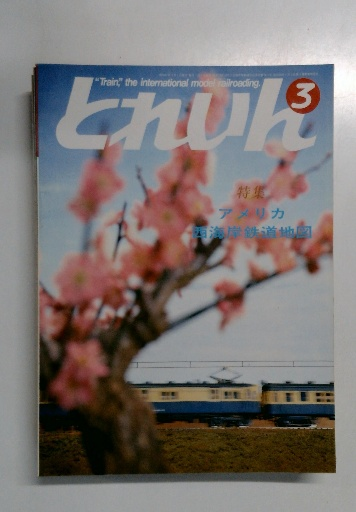 "Train," the international model railroading.
とれいん
3
特集
アメリカ
西海岸鉄道地図